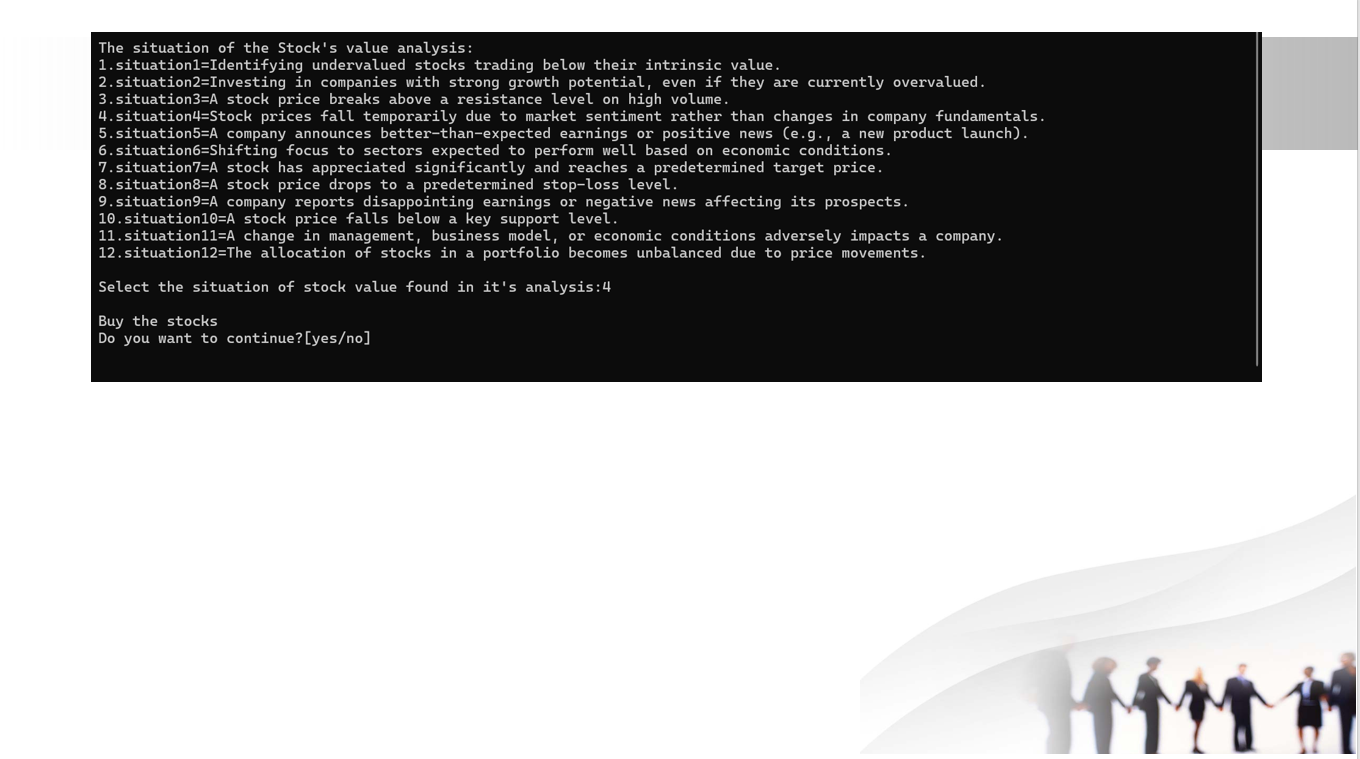 The situation of the Stock's value analysis:
1.situation1=Identifying undervalued stocks trading below their intrinsic value.
2.situation2=Investing in companies with strong growth potential, even if they are currently overvalued.
3.situation3=A stock price breaks above a resistance level on high volume.
4.situation4=Stock prices fall temporarily due to market sentiment rather than changes in company fundamentals.
5.situation5=A company announces better-than-expected earnings or positive news (e.g., a new product launch).
6.situation6=Shifting focus to sectors expected to perform well based on economic conditions.
7.situation7=A stock has appreciated significantly and reaches a predetermined target price.
8.situation8=A stock price drops to a predetermined stop-loss level.
9.situation9=A company reports disappointing earnings or negative news affecting its prospects.
10.situation10=A stock price falls below a key support level.
11.situation11=A change in management, business model, or economic conditions adversely impacts a company.
12.situation12=The allocation of stocks in a portfolio becomes unbalanced due to price movements.
Select the situation of stock value found in it's analysis:4
Buy the stocks
Do you want to continue?[yes/no]